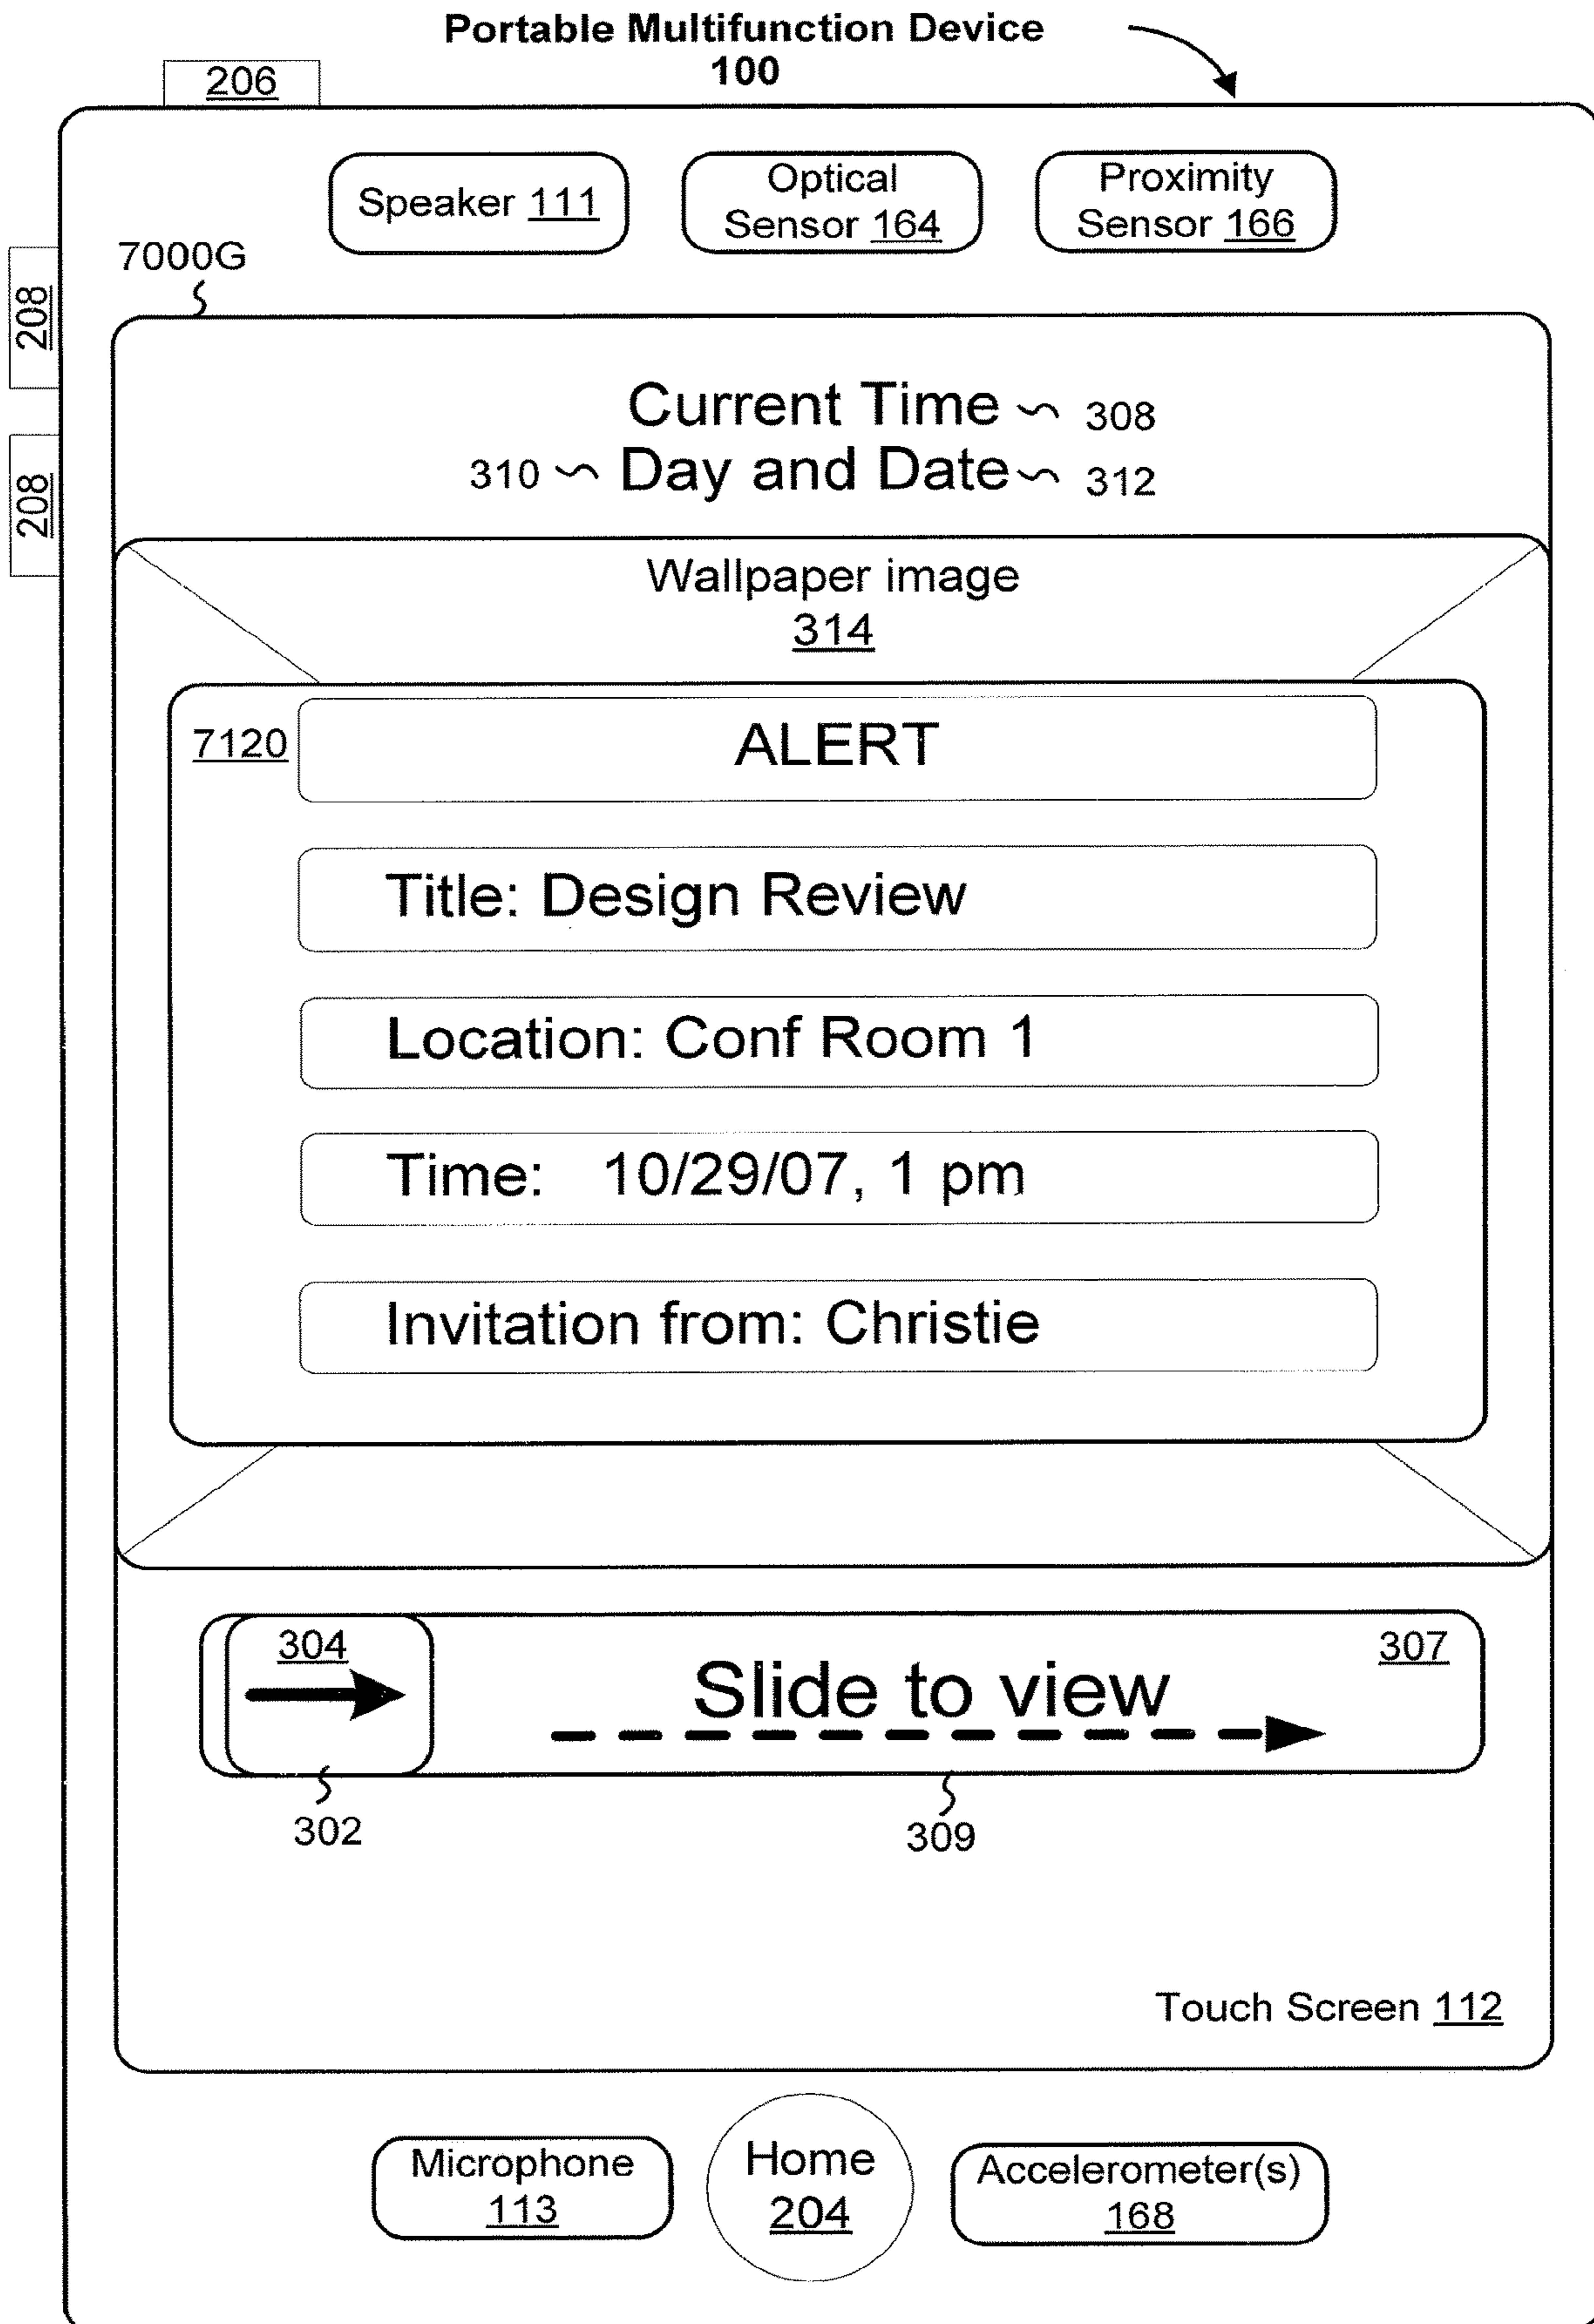 Portable Multifunction Device
100
206
Speaker 111
Optical
Sensor 164
Proximity
Sensor 166
7000G
208
208
Current Time 308
310 Day and Date 312
Wallpaper image
314
7120
ALERT
Title: Design Review
Location: Conf Room 1
Time: 10/29/07, 1 pm
Invitation from: Christie
304
Slide to view
307
302
309
Touch Screen 112
Microphone
113
Home
204
Accelerometer(s)
168